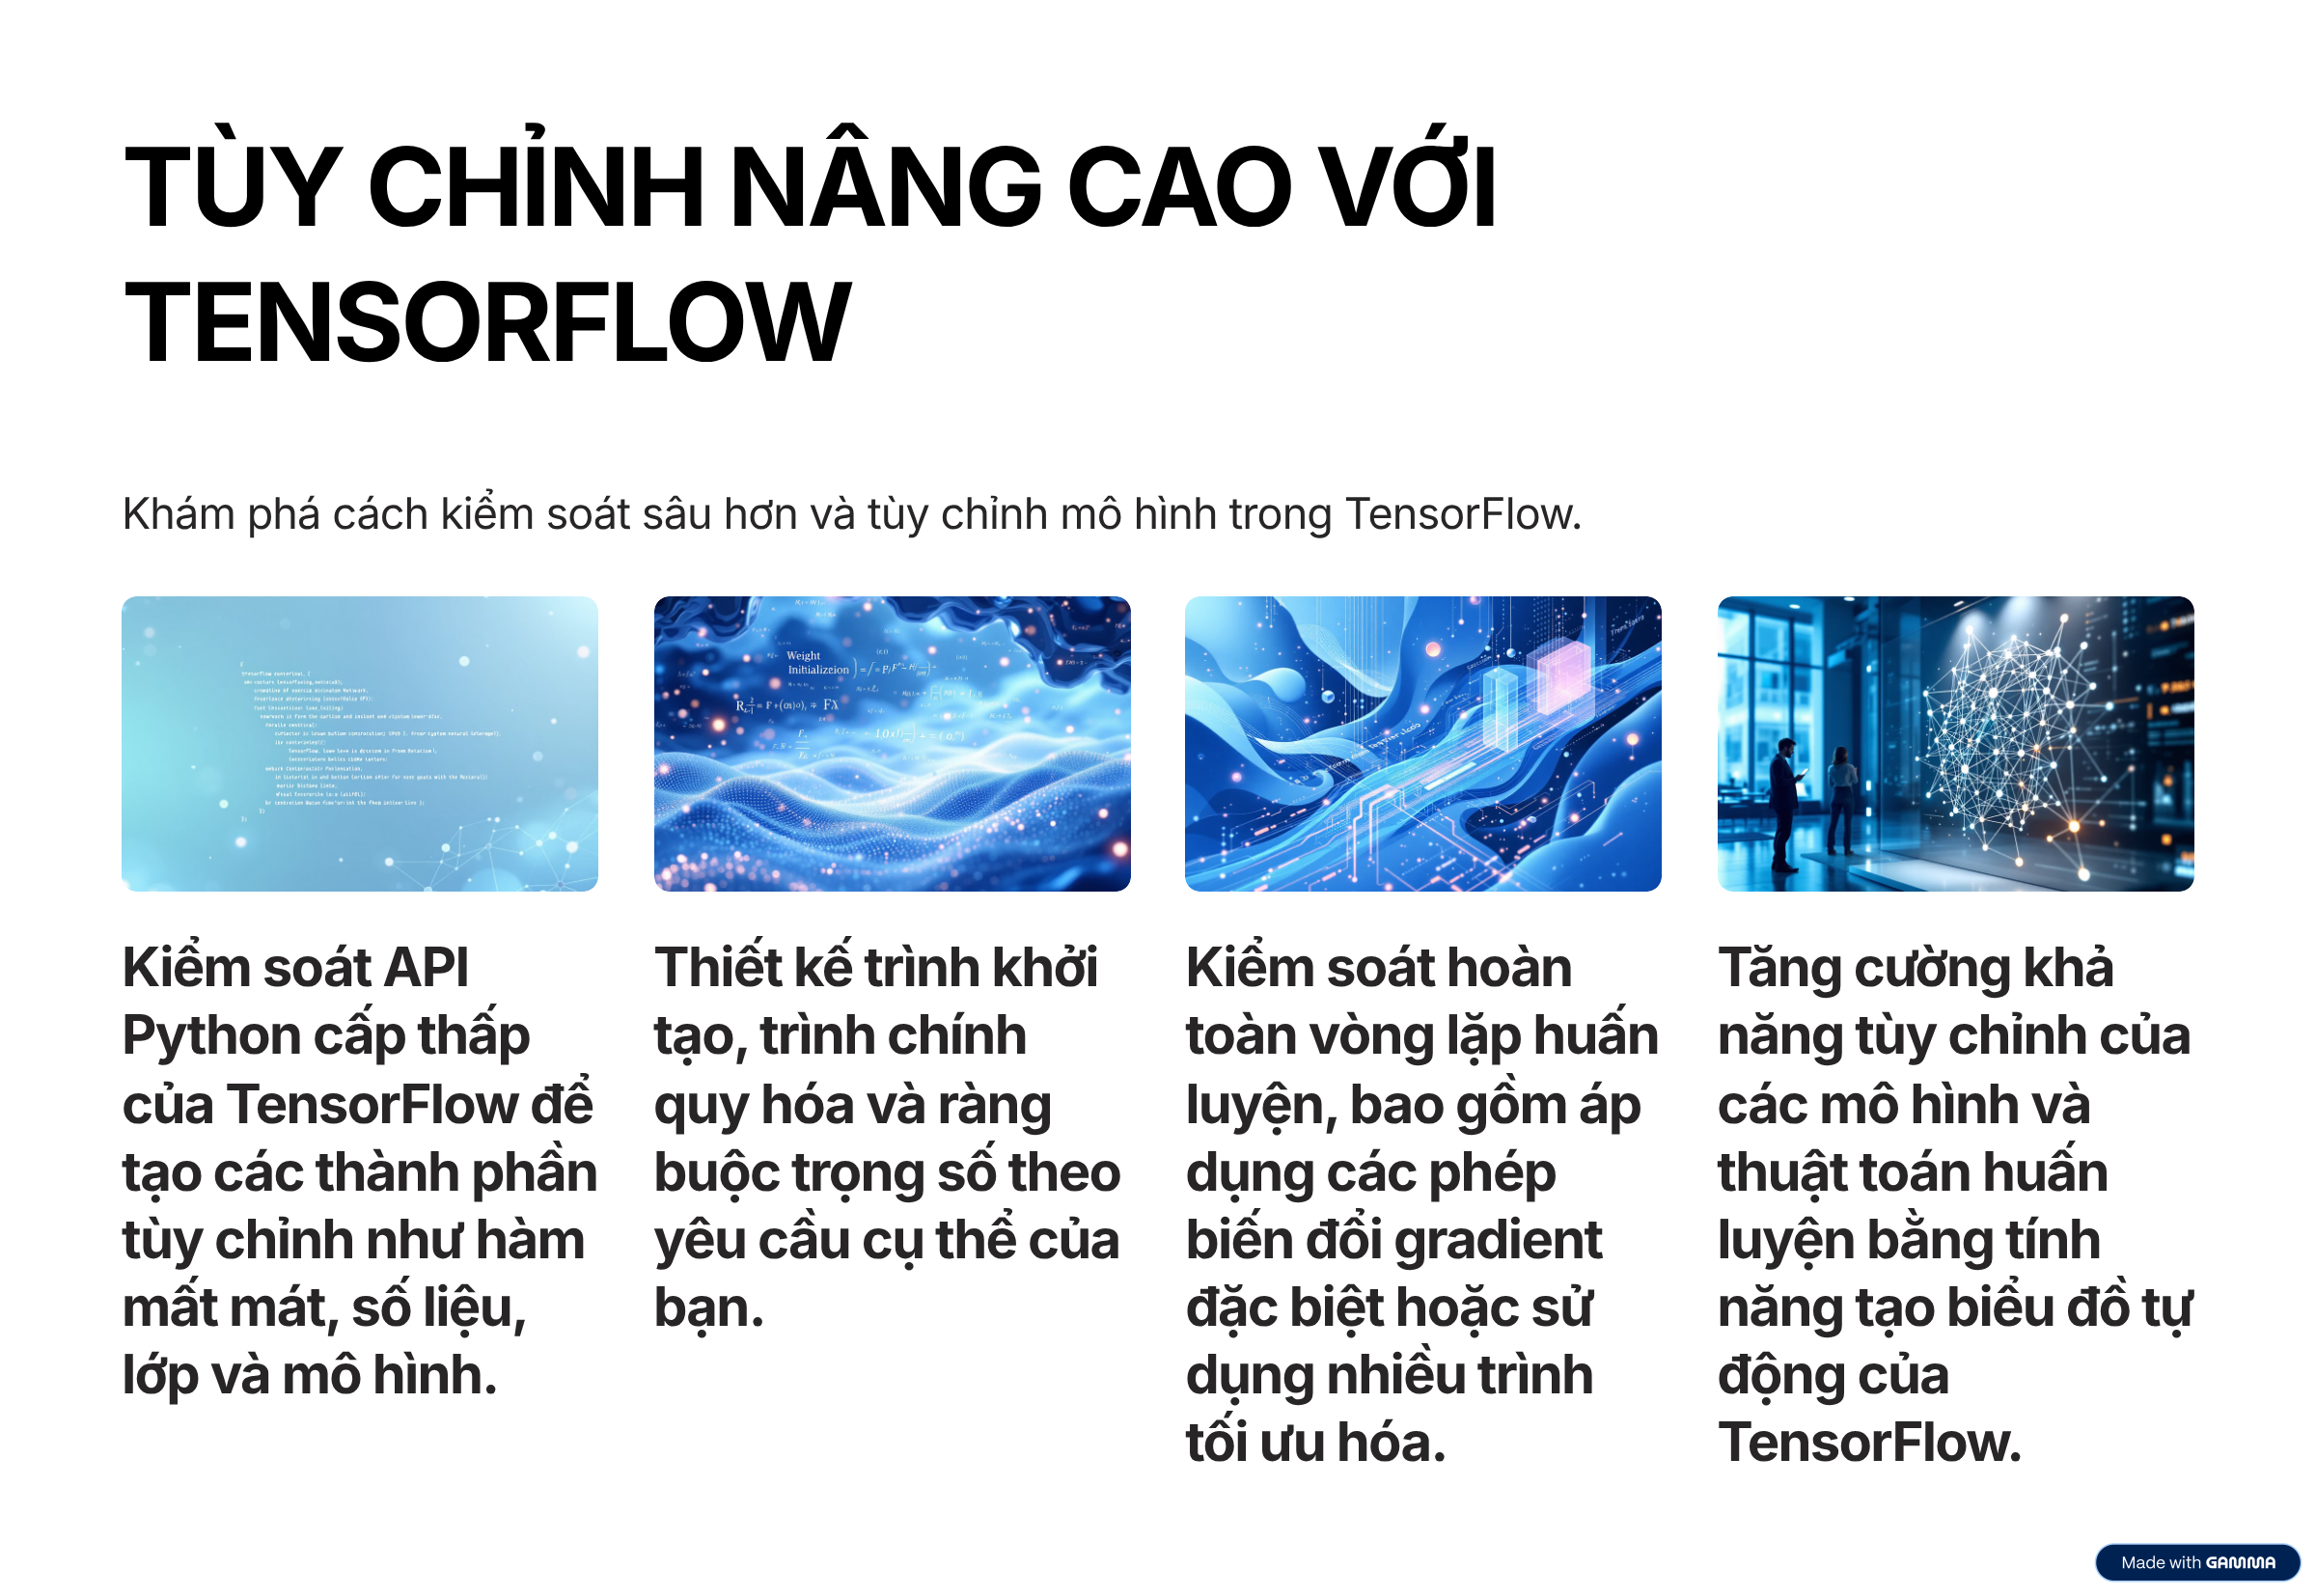 TÙY CHỈNH NÂNG CAO VỚI
TENSORFLOW
Khám phá cách kiểm soát sâu hơn và tùy chỉnh mô hình trong TensorFlow.
Weight
Initializeion
Kiểm soát API
Python cấp thấp
của TensorFlow để
tạo các thành phần
tùy chỉnh như hàm
mất mát, số liệu,
lớp và mô hình.
Thiết kế trình khởi
tạo, trình chính
quy hóa và ràng
buộc trọng số theo
yêu cầu cụ thể của
bạn.
Kiểm soát hoàn
toàn vòng lặp huấn
luyện, bao gồm áp
dụng các phép
biến đổi gradient
đặc biệt hoặc sử
dụng nhiều trình
tối ưu hóa.
Tăng cường khả
năng tùy chỉnh của
các mô hình và
thuật toán huấn
luyện bằng tính
năng tạo biểu đồ tự
động của
TensorFlow.
Made with GAMMA